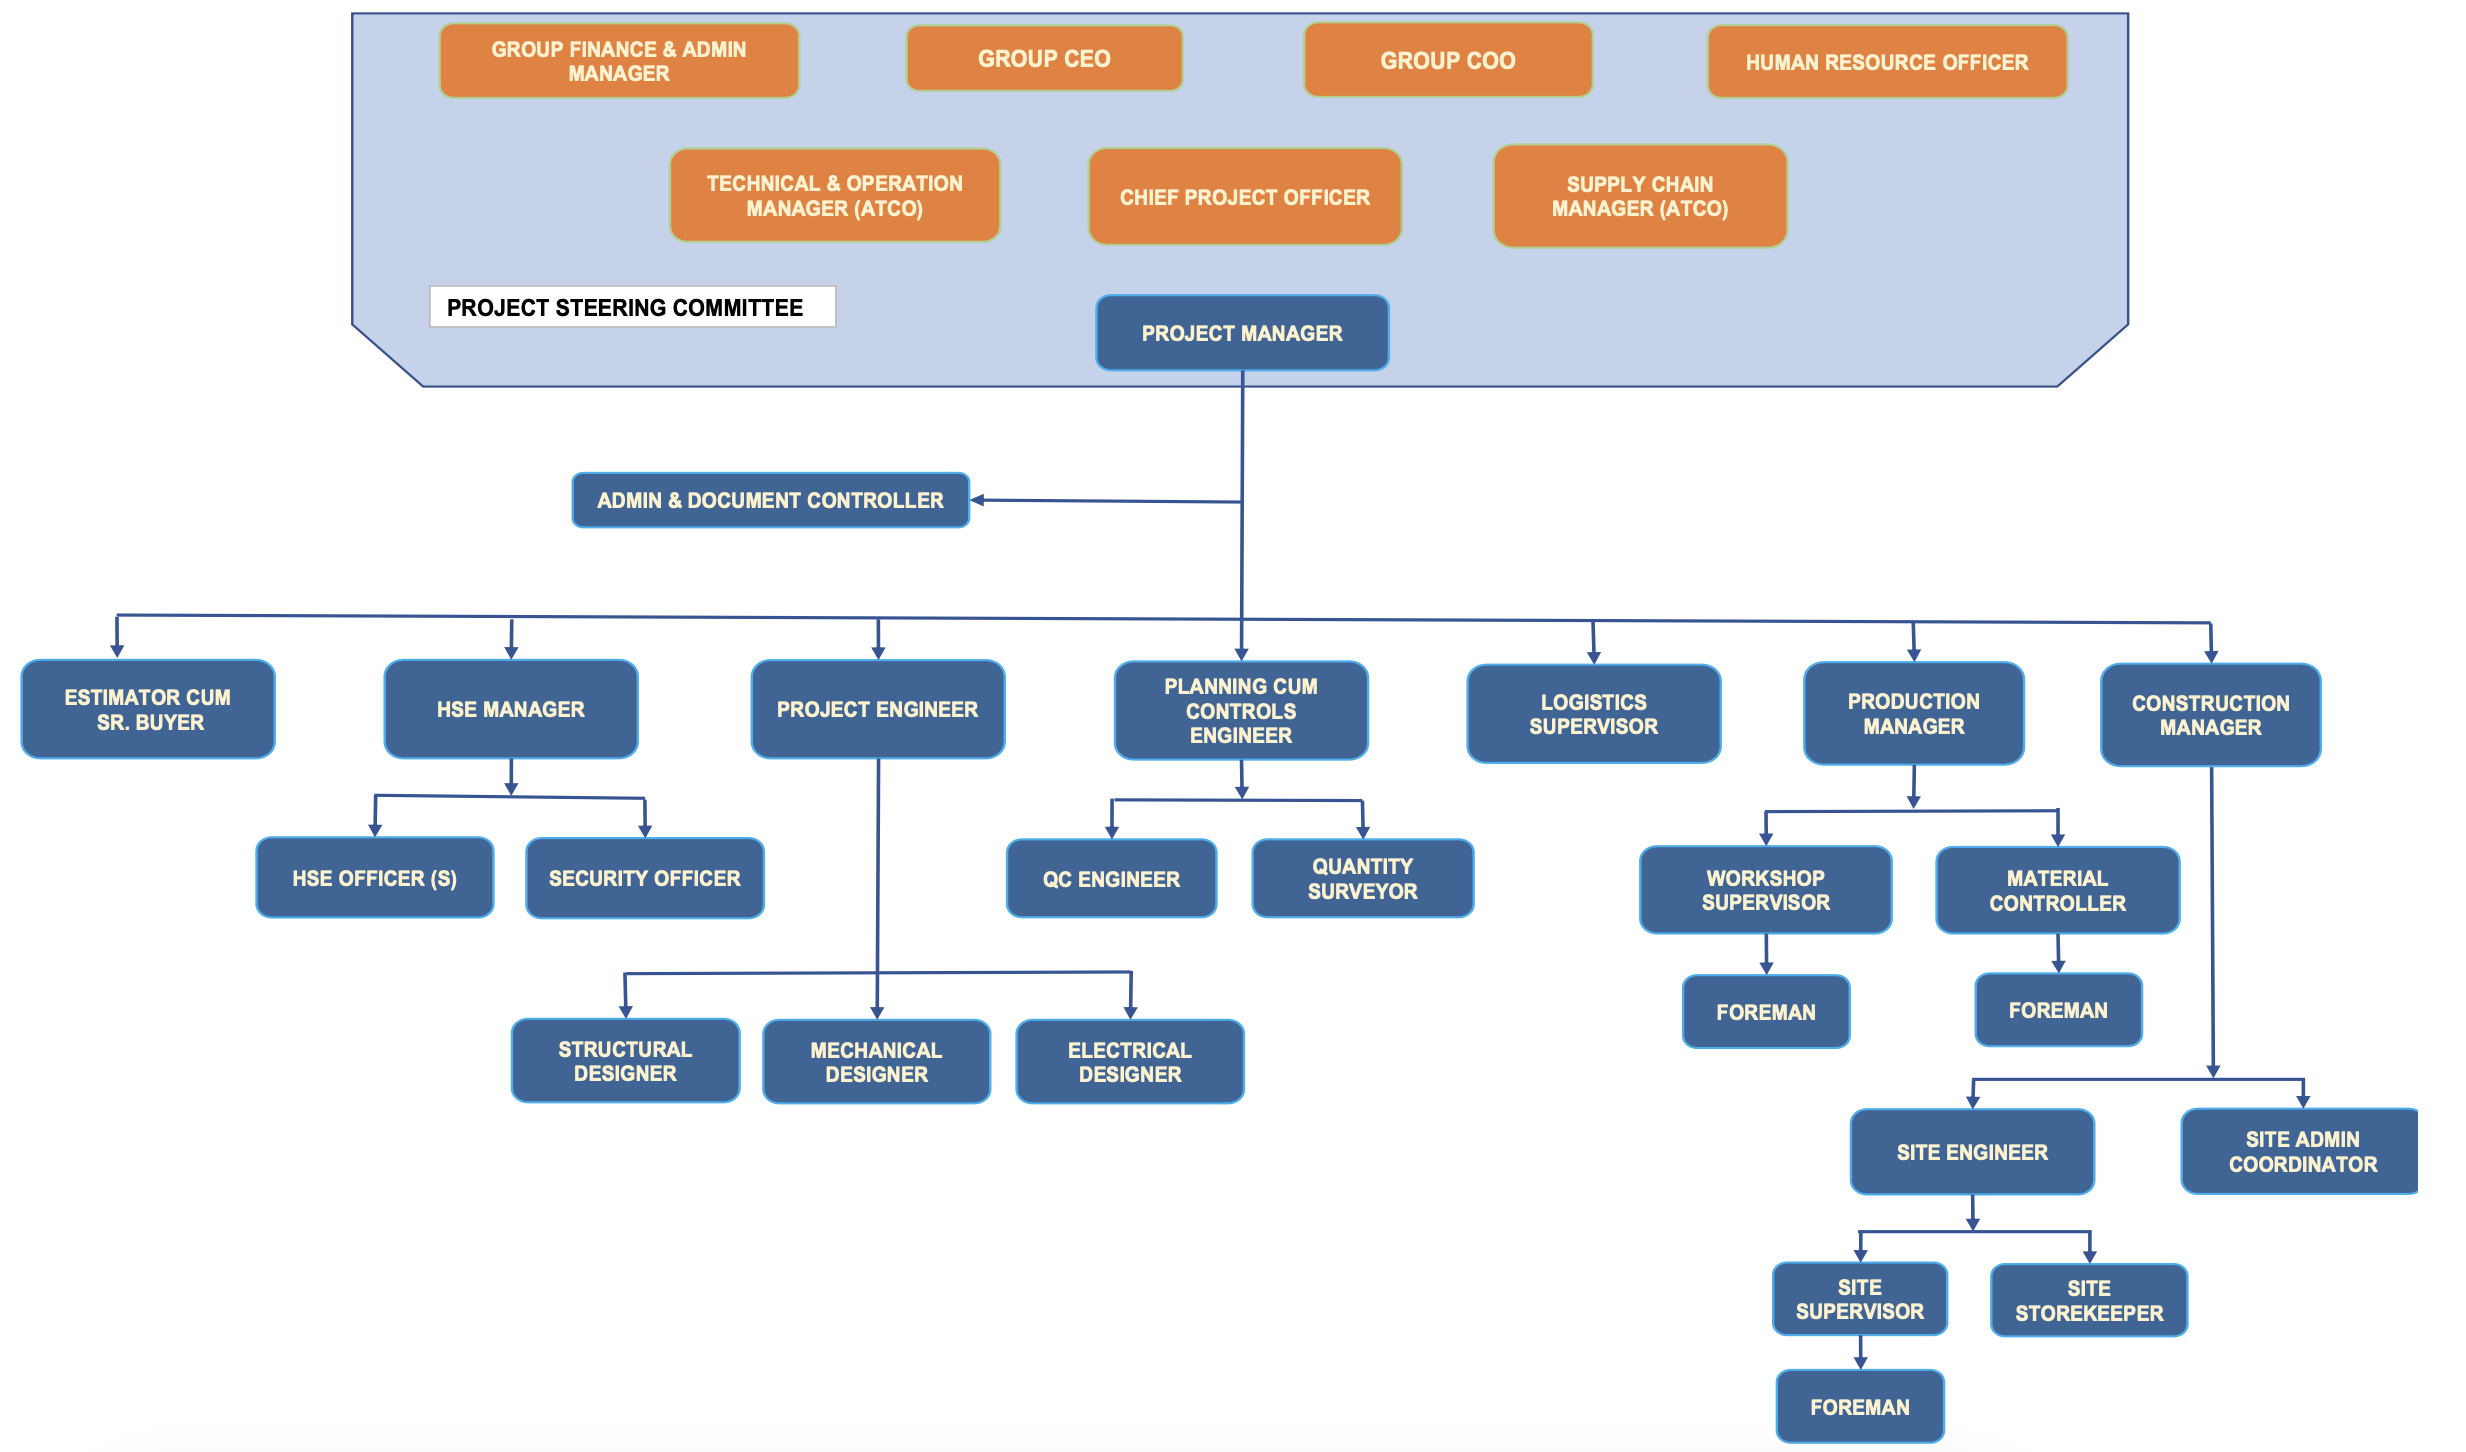 GROUP FINANCE & ADMIN
MANAGER
GROUP CEO
GROUP COO
HUMAN RESOURCE OFFICER
TECHNICAL & OPERATION
MANAGER (ATCO)
CHIEF PROJECT OFFICER
SUPPLY CHAIN
MANAGER (ATCO)
PROJECT STEERING COMMITTEE
PROJECT MANAGER
ADMIN & DOCUMENT CONTROLLER
ESTIMATOR CUM
SR. BUYER
HSE MANAGER
PROJECT ENGINEER
PLANNING CUM
CONTROLS
ENGINEER
LOGISTICS
SUPERVISOR
PRODUCTION
MANAGER
CONSTRUCTION
MANAGER
HSE OFFICER (S)
SECURITY OFFICER
QC ENGINEER
QUANTITY
SURVEYOR
WORKSHOP
SUPERVISOR
MATERIAL
CONTROLLER
FOREMAN
FOREMAN
STRUCTURAL
DESIGNER
MECHANICAL
DESIGNER
ELECTRICAL
DESIGNER
SITE ENGINEER
SITE ADMIN
COORDINATOR
SITE
SUPERVISOR
SITE
STOREKEEPER
FOREMAN